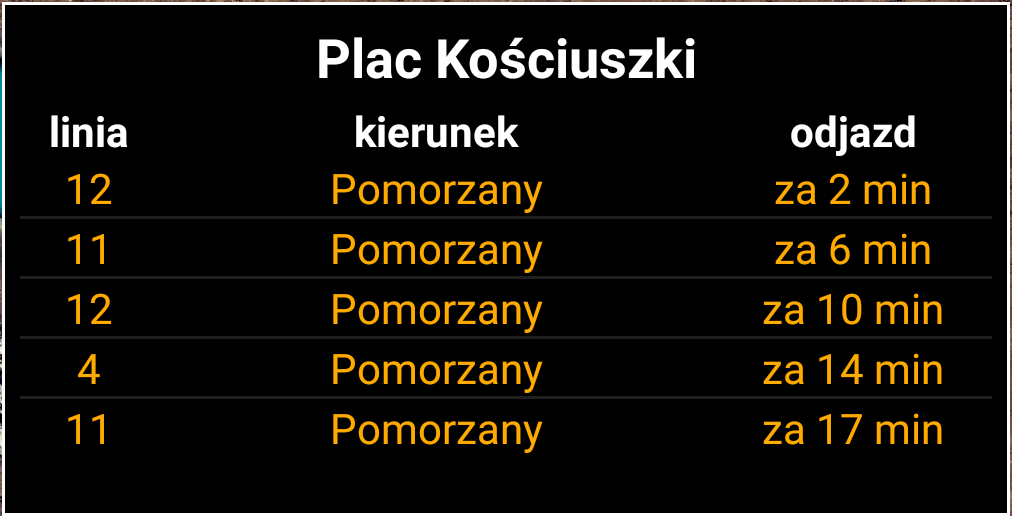 Plac Kościuszki
linia kierunek odjazd
12 Pomorzany za 2 min
11 Pomorzany za 6 min
12 Pomorzany za 10 min
4 Pomorzany za 14 min
11 Pomorzany za 17 min